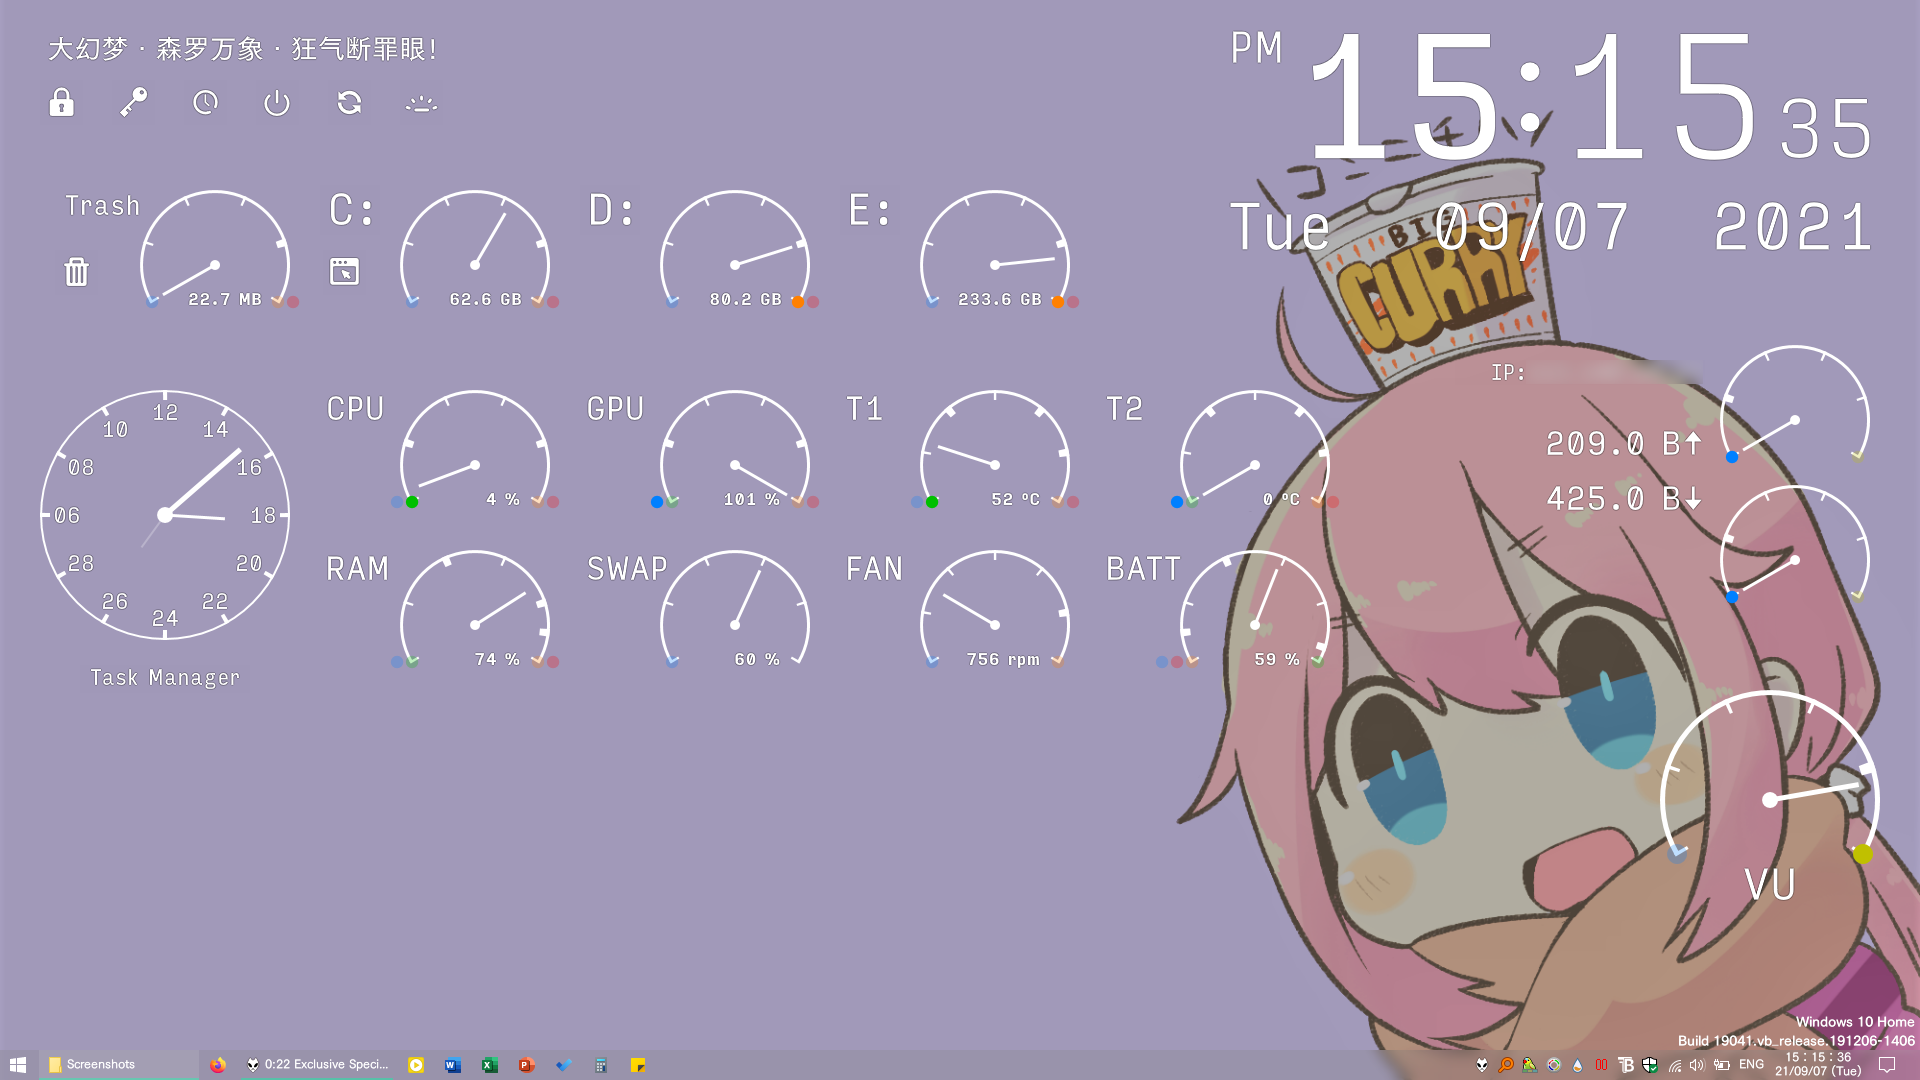 大幻梦 · 森罗万象 · 狂气断罪眼!
PM 15:15 35
Tue 09/07 2021
コニニチハ
BIG
CURRY
Trash
22.7 MB
C:
62.6 GB
D:
80.2 GB
E:
233.6 GB
IP:
209.0 B↑
425.0 B↓
12
14
16
18
20
22
24
26
28
06
08
10
Task Manager
CPU
4 %
GPU
101 %
T1
52 ºC
T2
0 ºC
RAM
74 %
SWAP
60 %
FAN
756 rpm
BATT
59 %
VU
Windows 10 Home
Build 19041.vb_release.191206-1406
Screenshots
0:22 Exclusive Speci...
ENG
15 : 15 : 36
21/09/07 (Tue)